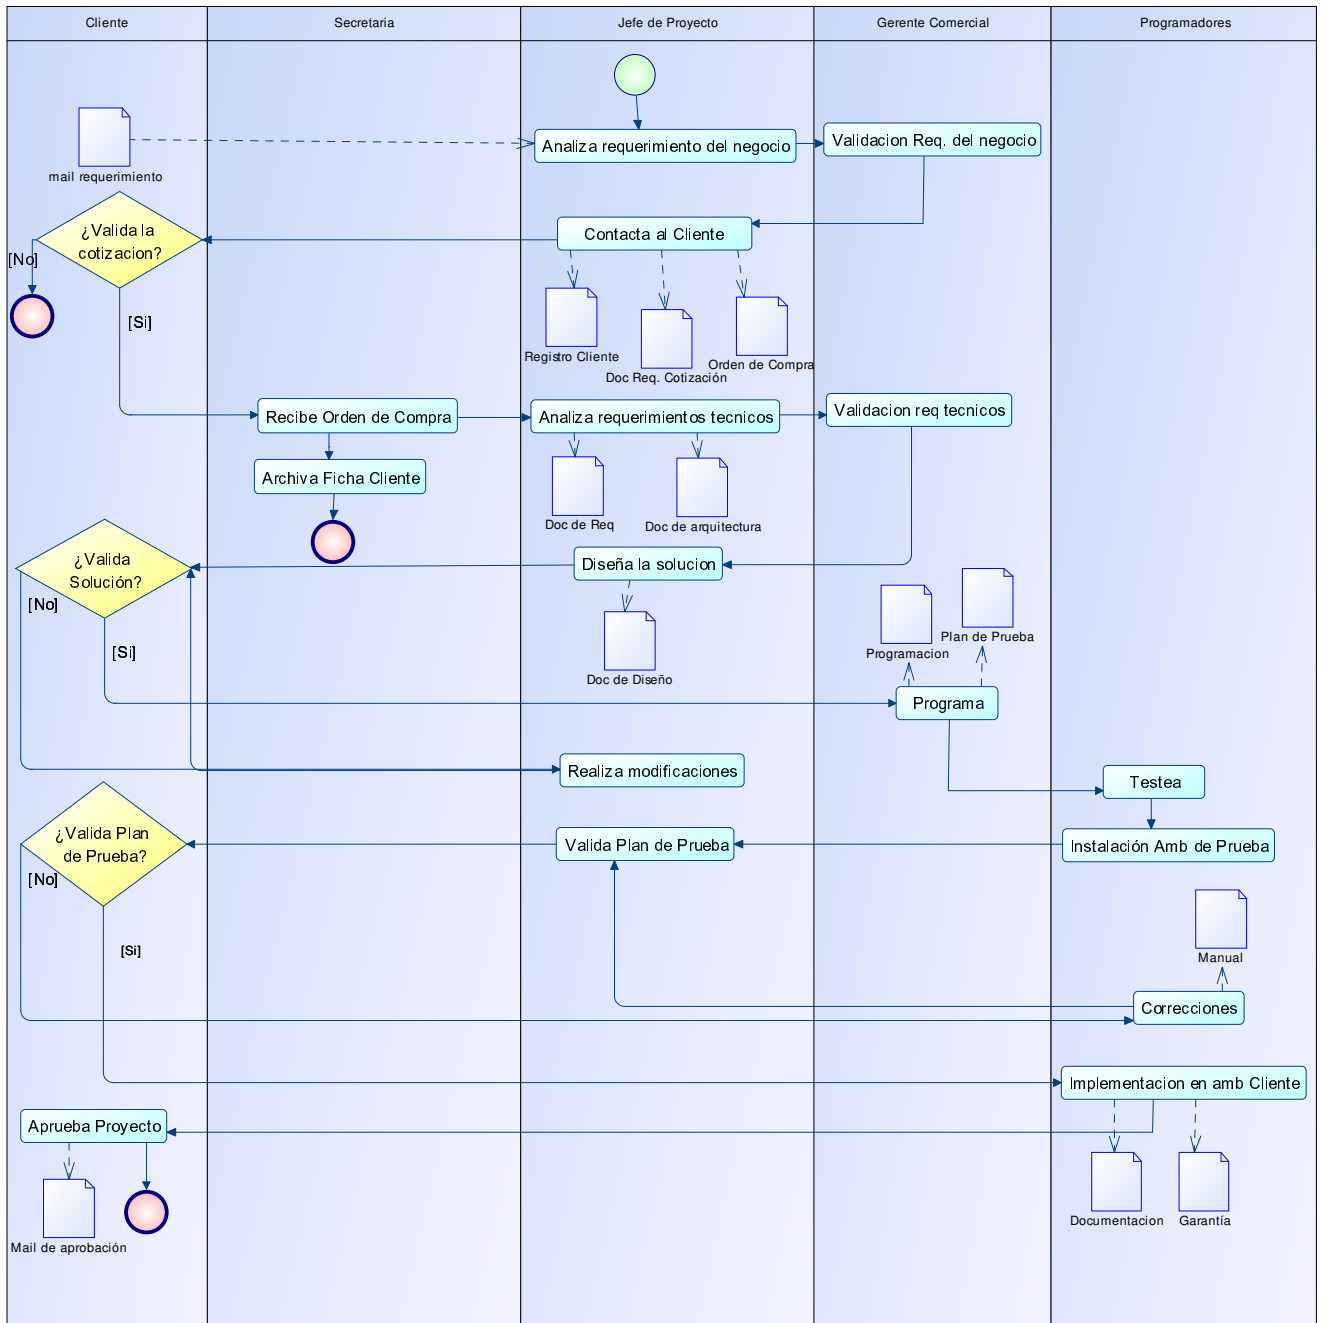 Cliente
Secretaria
Jefe de Proyecto
Gerente Comercial
Programadores
mail requerimiento
Analiza requerimiento del negocio
Validacion Req. del negocio
¿Valida la
cotizacion?
[No]
[Si]
Contacta al Cliente
Registro Cliente
Doc Req. Cotización
Orden de Compra
Recibe Orden de Compra
Analiza requerimientos tecnicos
Validacion req tecnicos
Archiva Ficha Cliente
Doc de Req
Doc de arquitectura
¿Valida
Solución?
[No]
[Si]
Diseña la solucion
Doc de Diseño
Programacion
Plan de Prueba
Programa
Realiza modificaciones
Testea
¿Valida Plan
de Prueba?
[No]
[Si]
Valida Plan de Prueba
Instalación Amb de Prueba
Manual
Correcciones
Implementacion en amb Cliente
Aprueba Proyecto
Mail de aprobación
Documentacion
Garantía